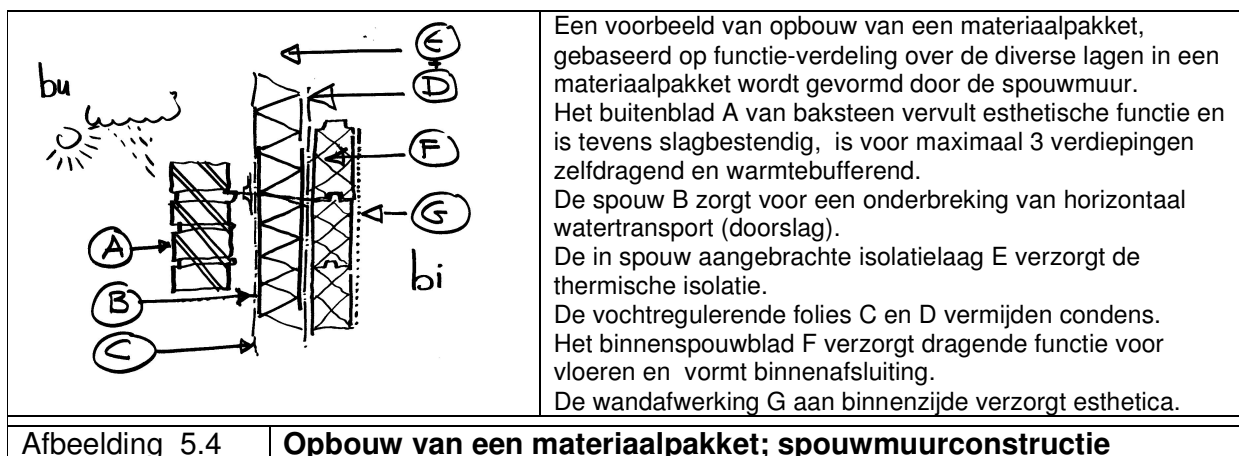 bu
bi
A
B
C
E
D
F
G
Een voorbeeld van opbouw van een materiaalpakket,
gebaseerd op functie-verdeling over de diverse lagen in een
materiaalpakket wordt gevormd door de spouwmuur.
Het buitenblad A van baksteen vervult esthetische functie en
is tevens slagbestendig, is voor maximaal 3 verdiepingen
zelfdragend en warmtebufferend.
De spouw B zorgt voor een onderbreking van horizontaal
watertransport (doorslag).
De in spouw aangebrachte isolatielaag E verzorgt de
thermische isolatie.
De vochtregulerende folies C en D vermijden condens.
Het binnenspouwblad F verzorgt dragende functie voor
vloeren en vormt binnenafsluiting.
De wandafwerking G aan binnenzijde verzorgt esthetica.
Afbeelding 5.4 Opbouw van een materiaalpakket; spouwmuurconstructie